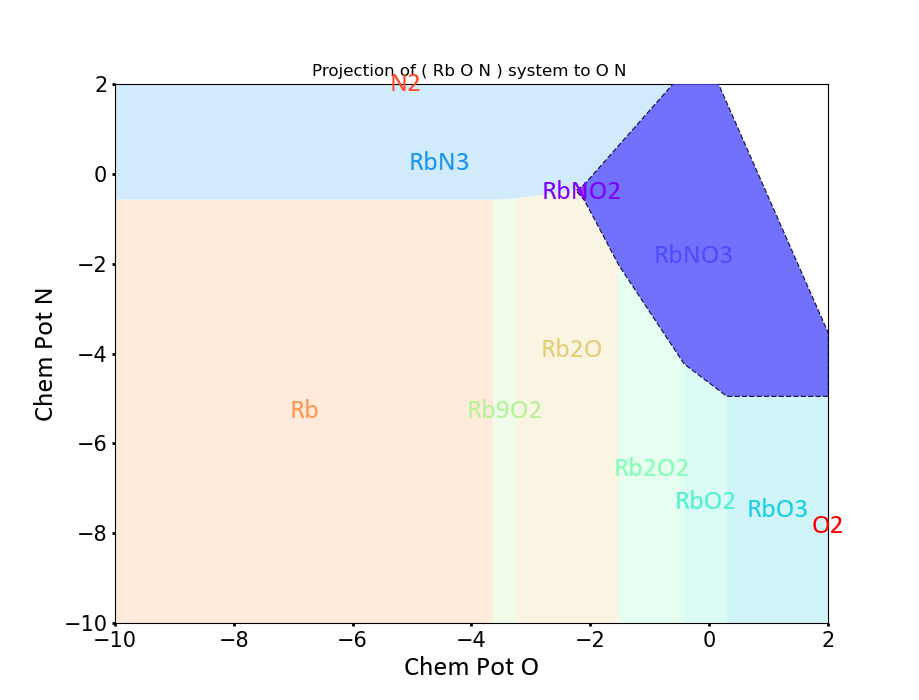 Projection of ( Rb O N ) system to O N
N2
2
RbN3
0
RbNO2
RbNO3
−2
Chem Pot N
Rb2O
−4
Rb
Rb9O2
−6
Rb2O2
RbO2
RbO3
O2
−8
−10
−10 −8 −6 −4 −2 0 2
Chem Pot O